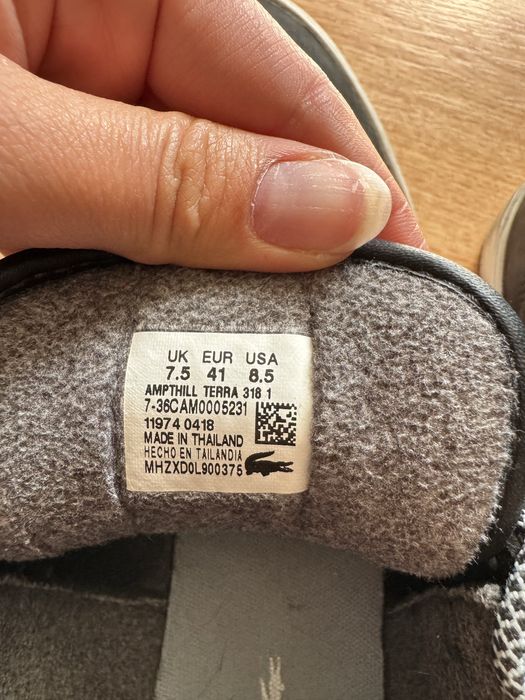 UK EUR USA
7.5 41 8.5
AMPTHILL TERRA 318 1
7-36CAM0005231
11974 0418
MADE IN THAILAND
HECHO EN TAILANDIA
MHZXD0L900375